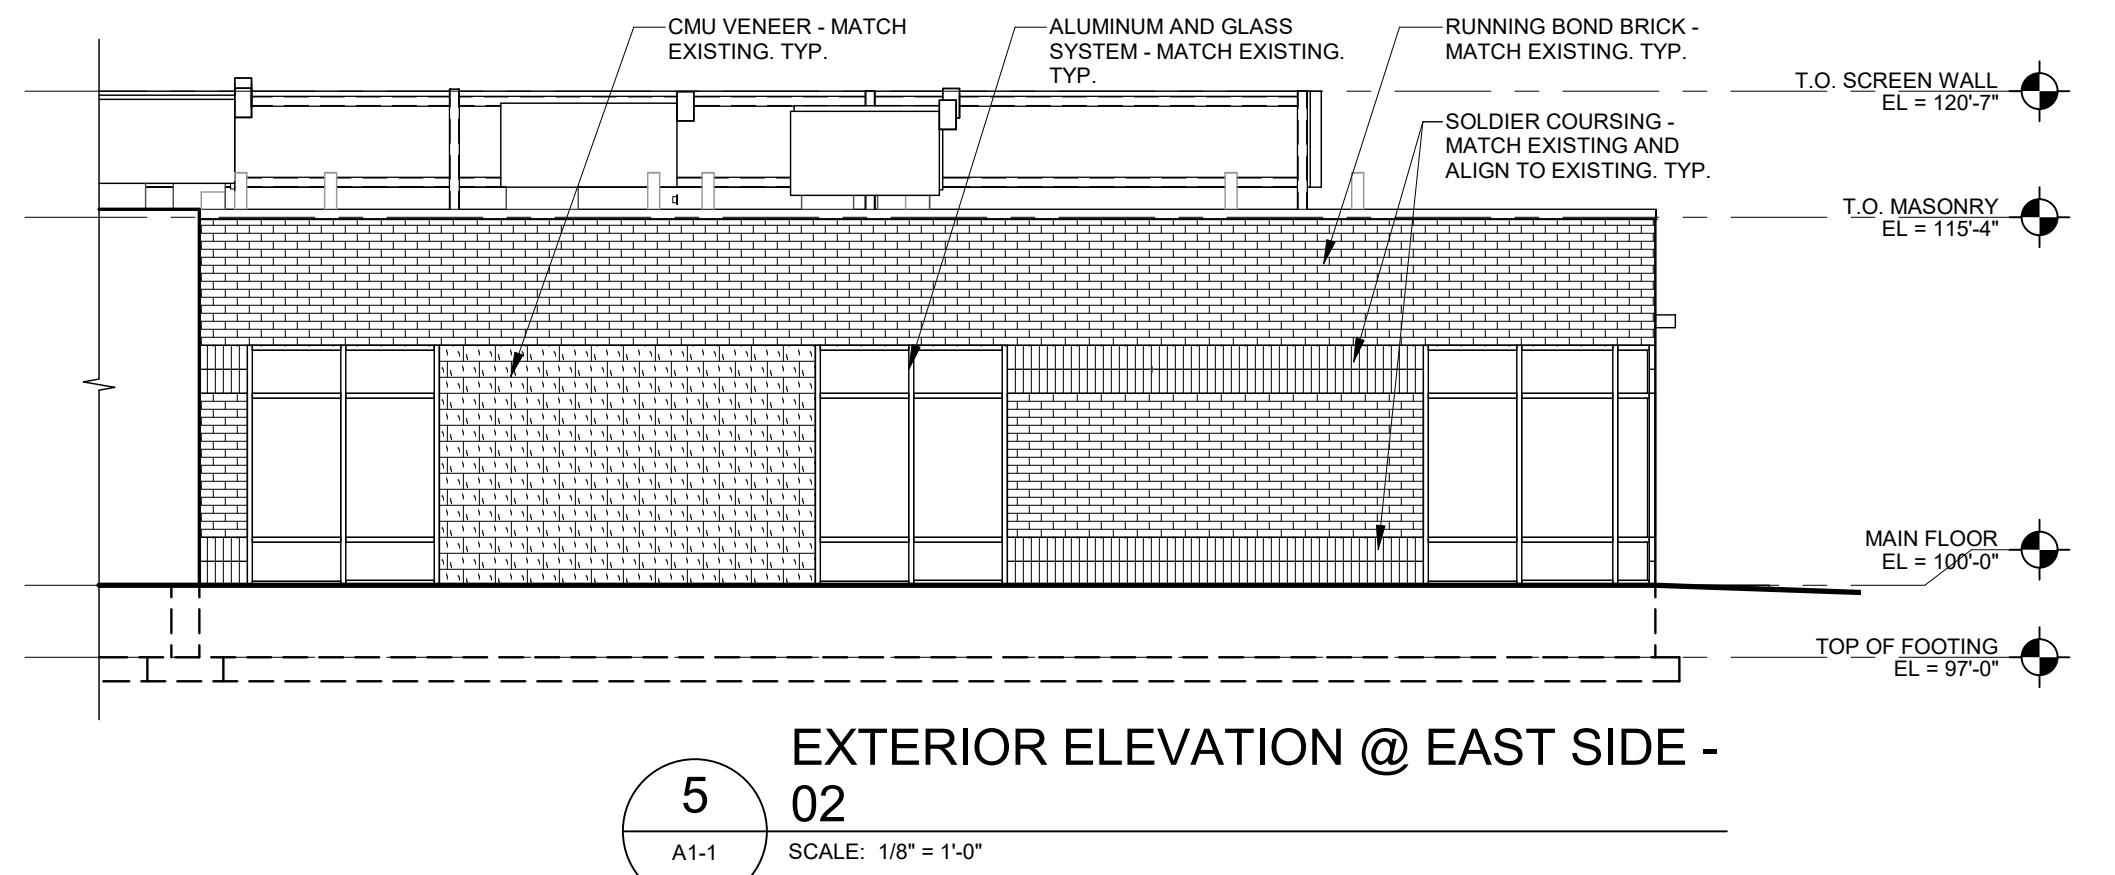 CMU VENEER - MATCH
EXISTING. TYP.
ALUMINUM AND GLASS
SYSTEM - MATCH EXISTING.
TYP.
RUNNING BOND BRICK -
MATCH EXISTING. TYP.
T.O. SCREEN WALL
EL = 120'-7"
SOLDIER COURSING -
MATCH EXISTING AND
ALIGN TO EXISTING. TYP.
T.O. MASONRY
EL = 115'-4"
MAIN FLOOR
EL = 100'-0"
TOP OF FOOTING
EL = 97'-0"
EXTERIOR ELEVATION @ EAST SIDE -
02
5
A1-1
SCALE: 1/8" = 1'-0"